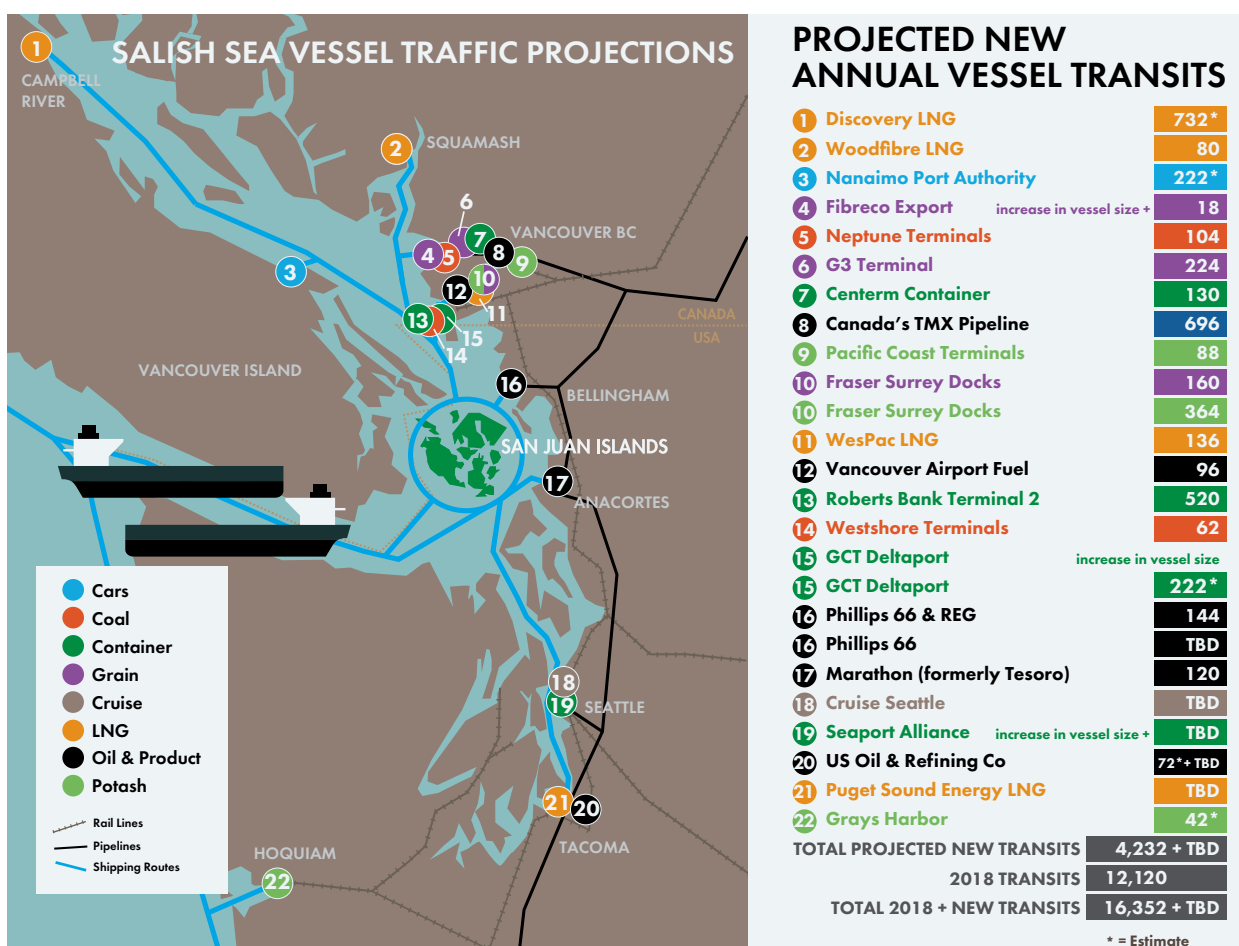 SALISH SEA VESSEL TRAFFIC PROJECTIONS
1
CAMPBELL
RIVER
2
SQUAMASH
6
7
VANCOUVER BC
4
5
8
9
3
10
12
11
13
15
14
CANADA
USA
VANCOUVER ISLAND
16
BELLINGHAM
SAN JUAN ISLANDS
17
ANACORTES
18
19
SEATTLE
21
20
TACOMA
HOQUIAM
22
Cars
Coal
Container
Grain
Cruise
LNG
Oil & Product
Potash
Rail Lines
Pipelines
Shipping Routes
PROJECTED NEW
ANNUAL VESSEL TRANSITS
1 Discovery LNG 732*
2 Woodfibre LNG 80
3 Nanaimo Port Authority 222*
4 Fibreco Export increase in vessel size + 18
5 Neptune Terminals 104
6 G3 Terminal 224
7 Centerm Container 130
8 Canada's TMX Pipeline 696
9 Pacific Coast Terminals 88
10 Fraser Surrey Docks 160
10 Fraser Surrey Docks 364
11 WesPac LNG 136
12 Vancouver Airport Fuel 96
13 Roberts Bank Terminal 2 520
14 Westshore Terminals 62
15 GCT Deltaport increase in vessel size
15 GCT Deltaport 222*
16 Phillips 66 & REG 144
16 Phillips 66 TBD
17 Marathon (formerly Tesoro) 120
18 Cruise Seattle TBD
19 Seaport Alliance increase in vessel size + TBD
20 US Oil & Refining Co 72*+ TBD
21 Puget Sound Energy LNG TBD
22 Grays Harbor 42*
TOTAL PROJECTED NEW TRANSITS 4,232 + TBD
2018 TRANSITS 12,120
TOTAL 2018 + NEW TRANSITS 16,352 + TBD
* = Estimate